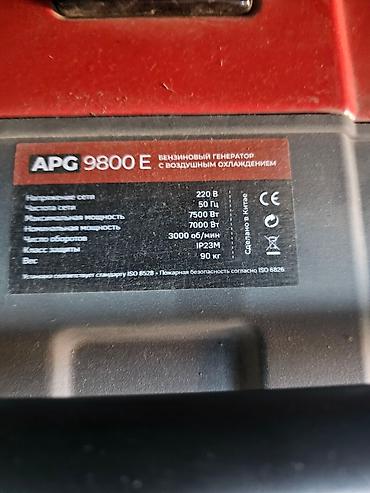 APG 9800 E БЕНЗИНОВЫЙ ГЕНЕРАТОР
С ВОЗДУШНЫМ ОХЛАЖДЕНИЕМ
Напряжение сети 220 В
Частота сети 50 Гц
Максимальная мощность 7500 Вт
Номинальная мощность 7000 Вт
Число оборотов 3000 об/мин
Класс защиты IP23M
Вес 90 кг
Сделано в Китае
CE
Установка соответствует стандарту ISO 8528 • Пожарная безопасность согласно ISO 6826